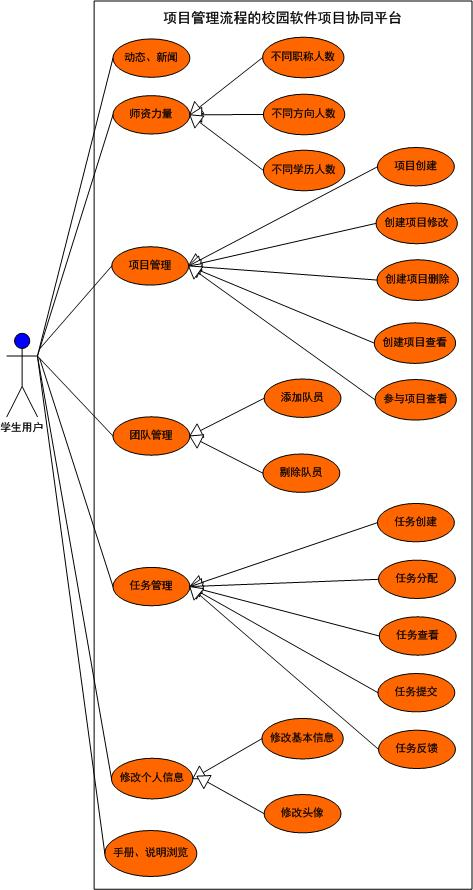 项目管理流程的校园软件项目协同平台
动态、新闻
不同职称人数
师资力量
不同方向人数
不同学历人数
项目创建
创建项目修改
项目管理
创建项目删除
创建项目查看
参与项目查看
学生用户
添加队员
团队管理
剔除队员
任务创建
任务管理
任务分配
任务查看
任务提交
修改基本信息
任务反馈
修改个人信息
修改头像
手册、说明浏览